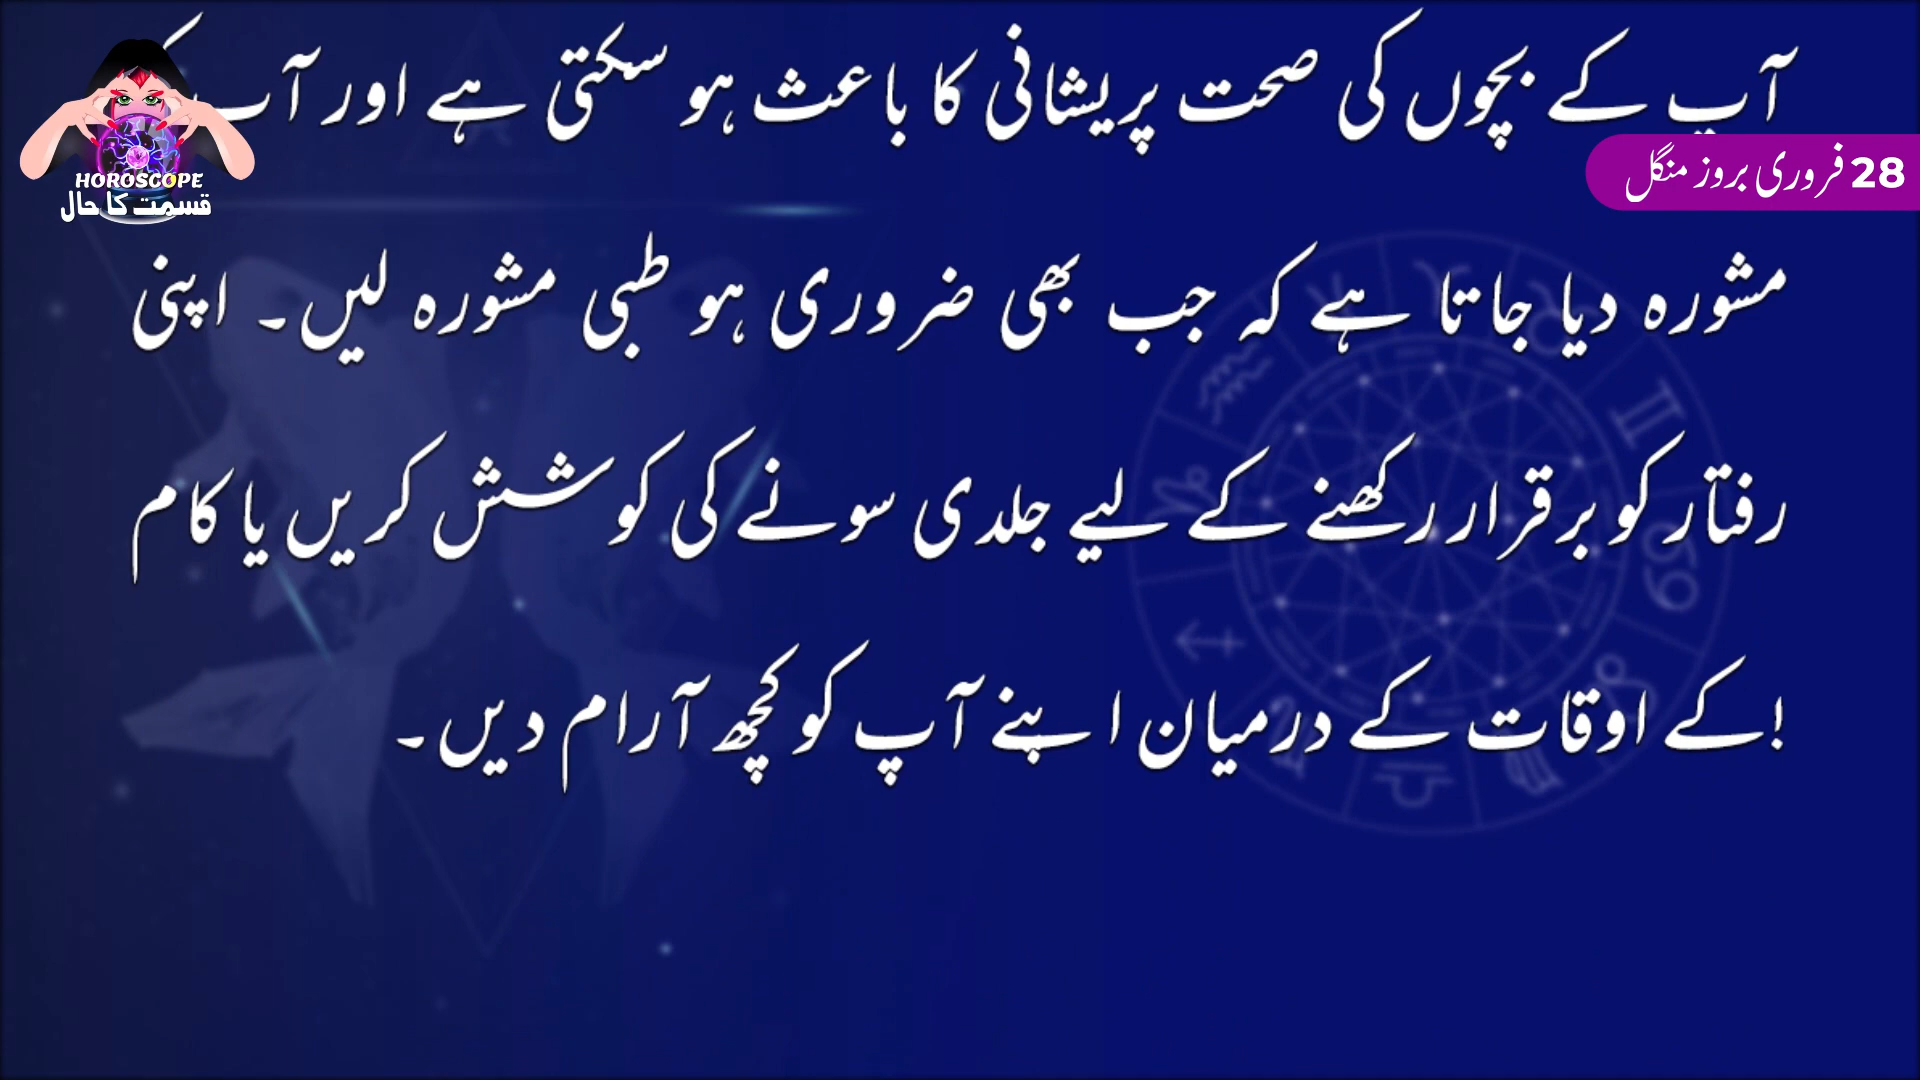 آپ کے بچوں کی صحت پریشانی کا باعث ہو سکتی ہے اور آپ
28 فروری بروز منگل
HOROSCOPE
قسمت کا حال
مشورہ دیا جاتا ہے کہ جب بھی ضروری ہو طبی مشورہ لیں۔ اپنی
رفتار کو برقرار رکھنے کے لیے جلدی سونے کی کوشش کریں یا کام
!کے اوقات کے درمیان اپنے آپ کو کچھ آرام دیں۔